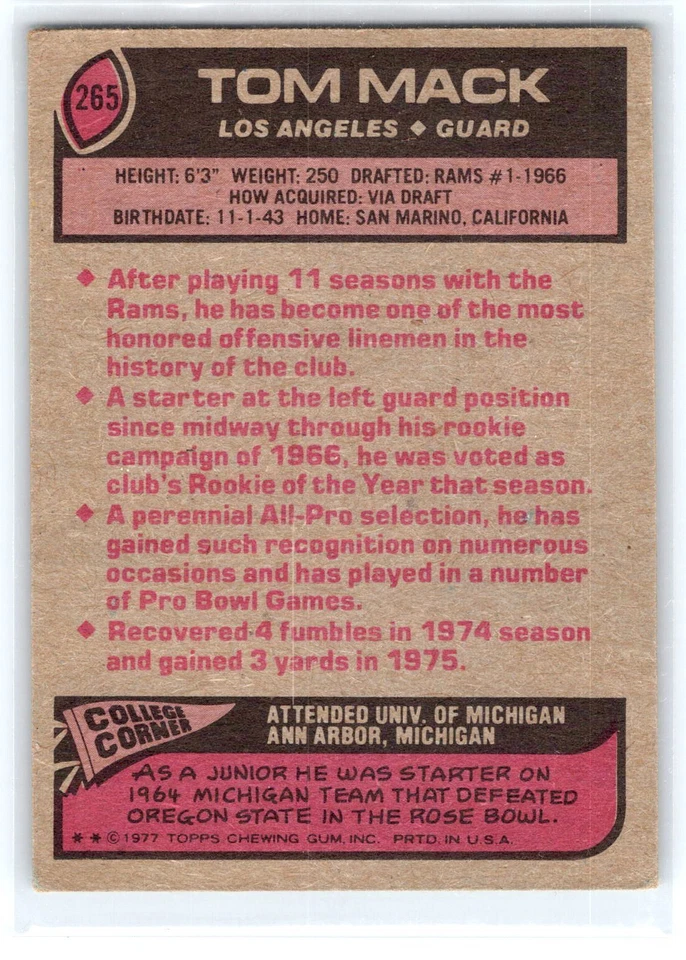 265
TOM MACK
LOS ANGELES ◆ GUARD
HEIGHT: 6'3" WEIGHT: 250 DRAFTED: RAMS #1-1966
HOW ACQUIRED: VIA DRAFT
BIRTHDATE: 11-1-43 HOME: SAN MARINO, CALIFORNIA
◆ After playing 11 seasons with the
Rams, he has become one of the most
honored offensive linemen in the
history of the club.
◆ A starter at the left guard position
since midway through his rookie
campaign of 1966, he was voted as
club's Rookie of the Year that season.
◆ A perennial All-Pro selection, he has
gained such recognition on numerous
occasions and has played in a number
of Pro Bowl Games.
◆ Recovered 4 fumbles in 1974 season
and gained 3 yards in 1975.
COLLEGE
CORNER
ATTENDED UNIV. OF MICHIGAN
ANN ARBOR, MICHIGAN
AS A JUNIOR HE WAS STARTER ON
1964 MICHIGAN TEAM THAT DEFEATED
OREGON STATE IN THE ROSE BOWL.
** © 1977 TOPPS CHEWING GUM, INC. PRTD. IN U.S.A.